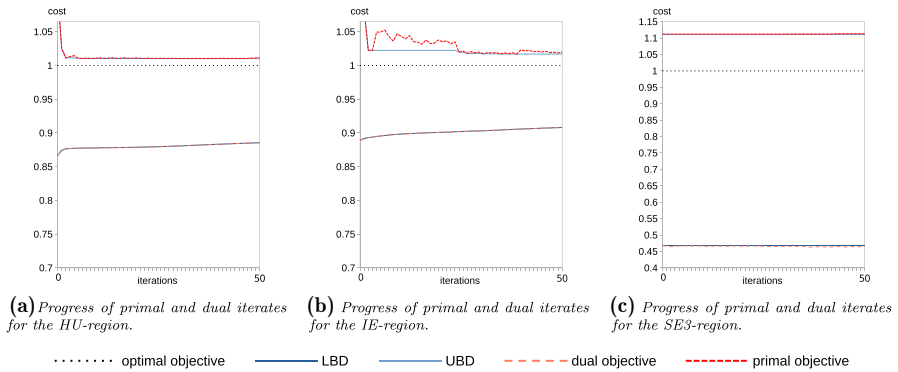 cost
1.05
1
0.95
0.9
0.85
0.8
0.75
0.7
0
50
iterations
(a) Progress of primal and dual iterates
for the HU-region.
cost
1.05
1
0.95
0.9
0.85
0.8
0.75
0.7
0
50
iterations
(b) Progress of primal and dual iterates
for the IE-region.
cost
1.15
1.1
1.05
1
0.95
0.9
0.85
0.8
0.75
0.7
0.65
0.6
0.55
0.5
0.45
0.4
0
50
iterations
(c) Progress of primal and dual iterates
for the SE3-region.
optimal objective LBD UBD dual objective primal objective